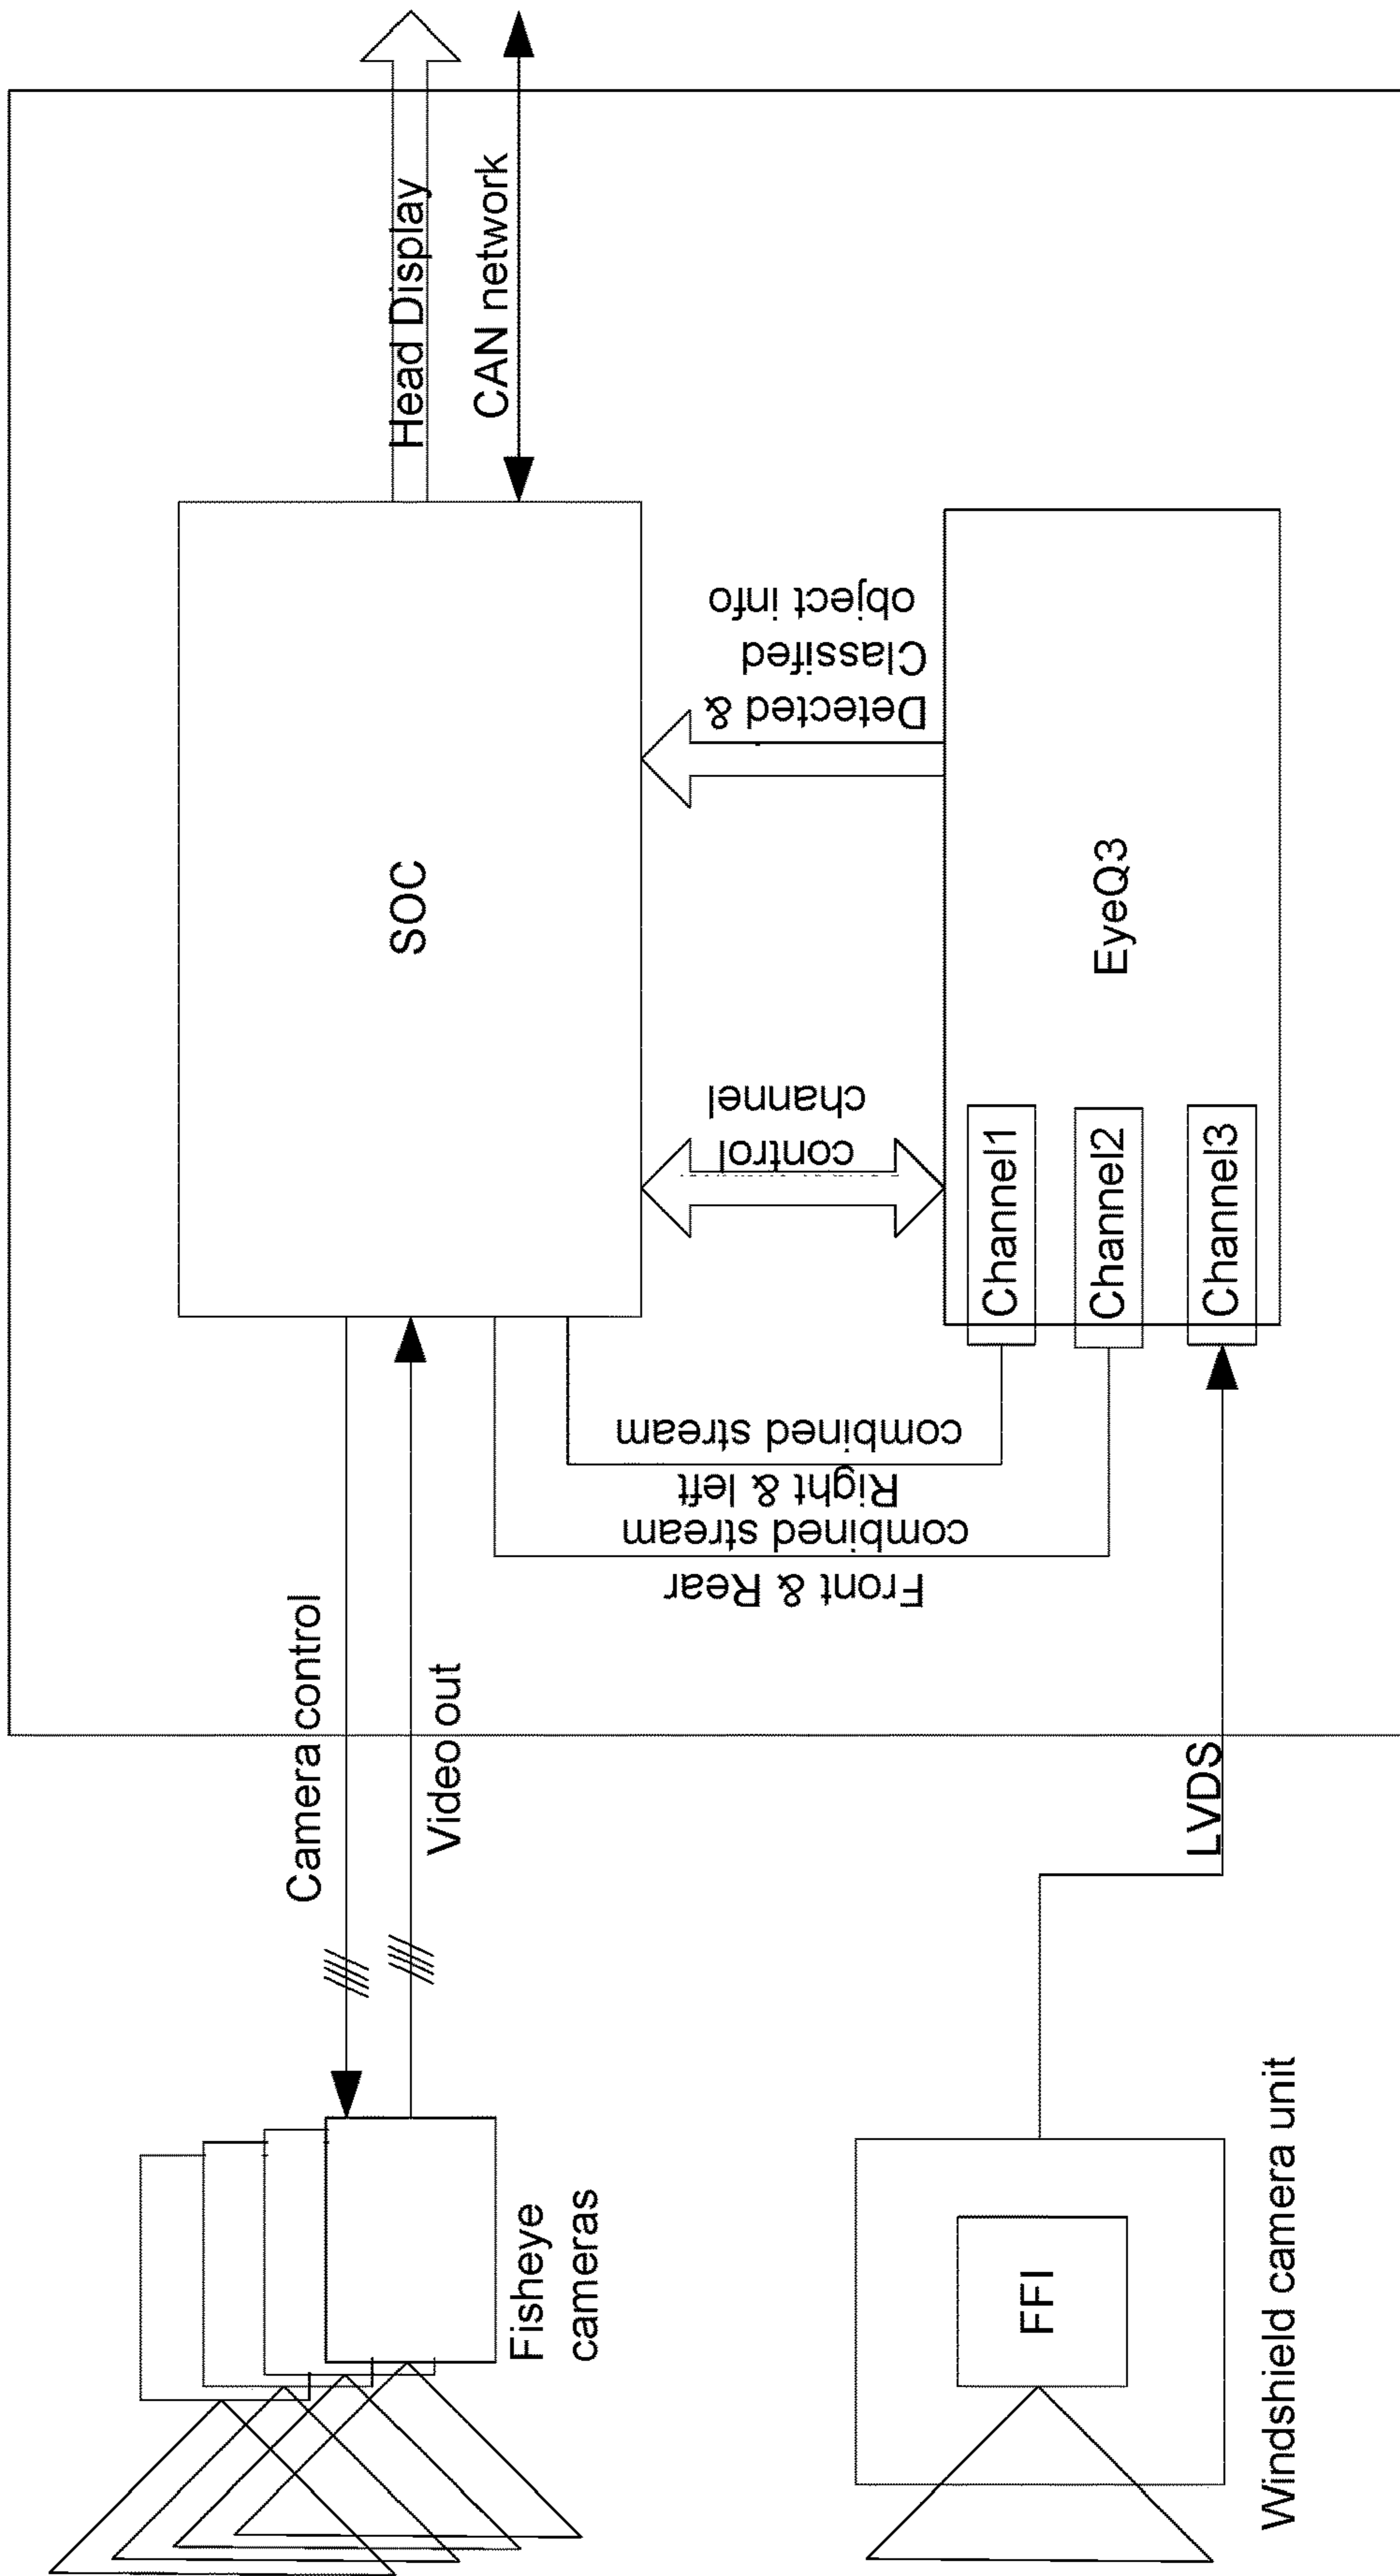 Fisheye
cameras
Camera control
Video out
SOC
Head Display
CAN network
Front & Rear
combined stream
Right & left
combined stream
control
channel
Detected &
Classifed
object info
Channel1
Channel2
Channel3
EyeQ3
FFI
LVDS
Windshield camera unit